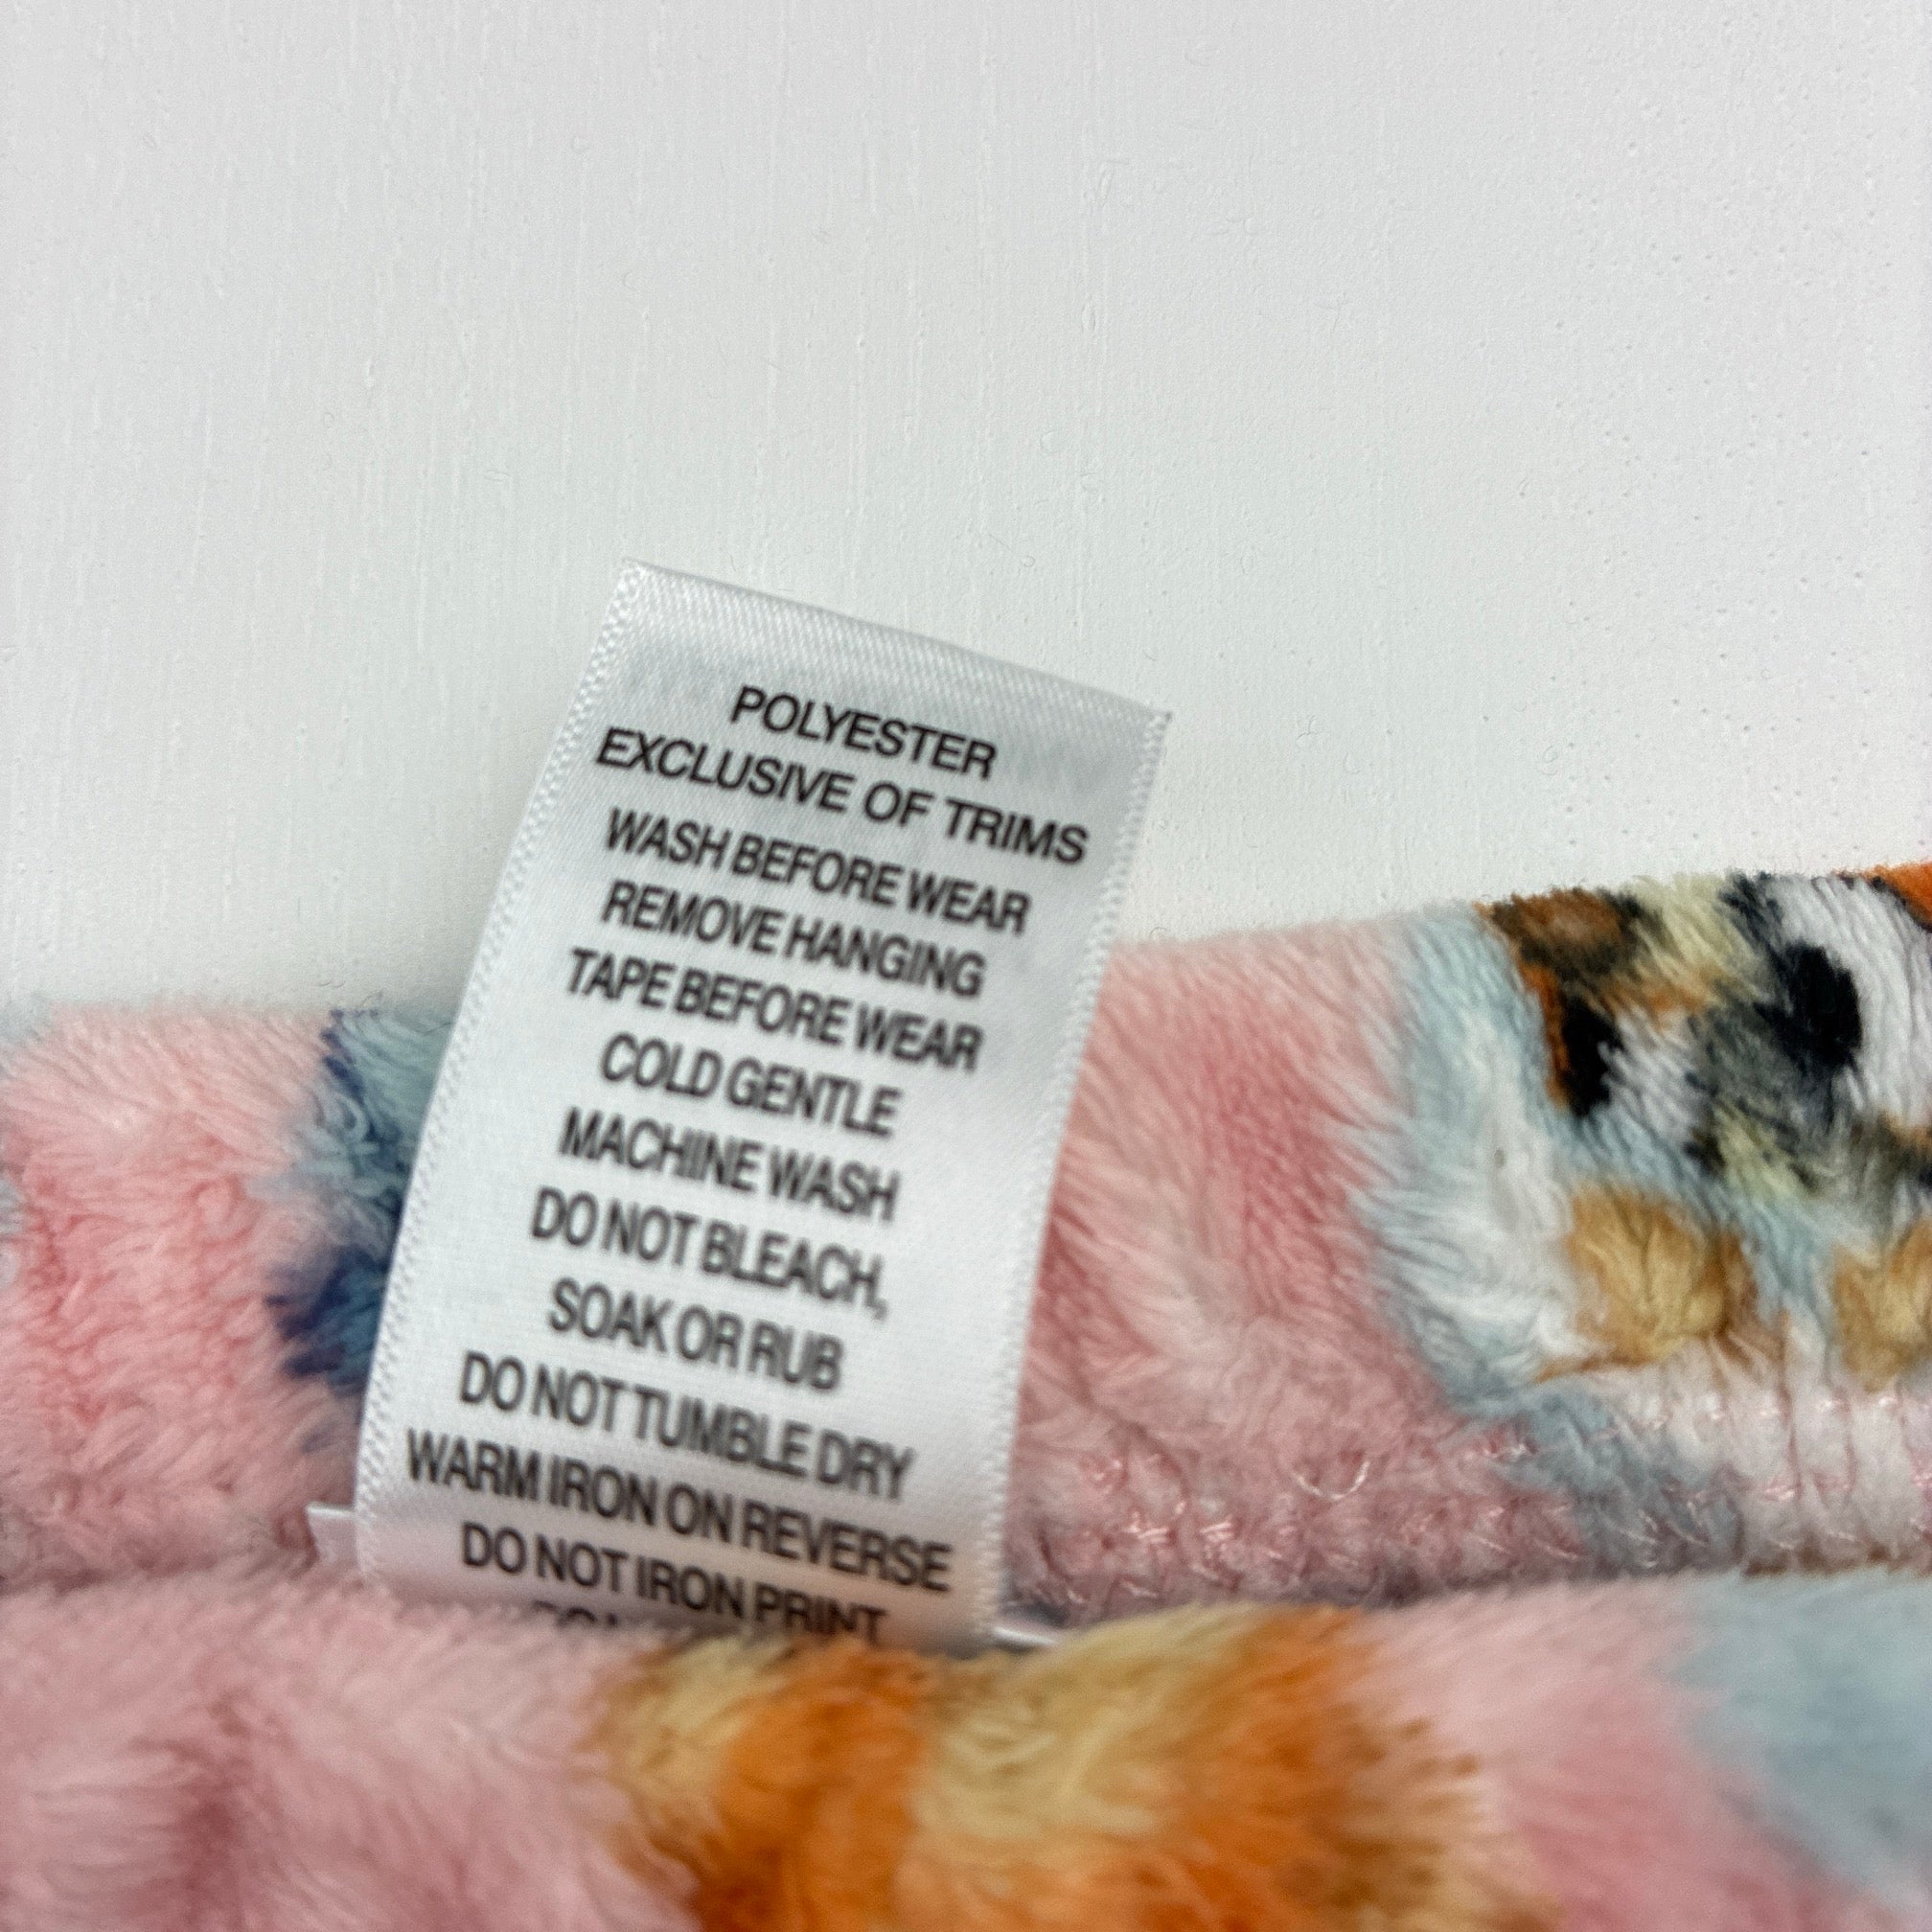 POLYESTER
EXCLUSIVE OF TRIMS
WASH BEFORE WEAR
REMOVE HANGING
TAPE BEFORE WEAR
COLD GENTLE
MACHINE WASH
DO NOT BLEACH,
SOAK OR RUB
DO NOT TUMBLE DRY
WARM IRON ON REVERSE
DO NOT IRON PRINT